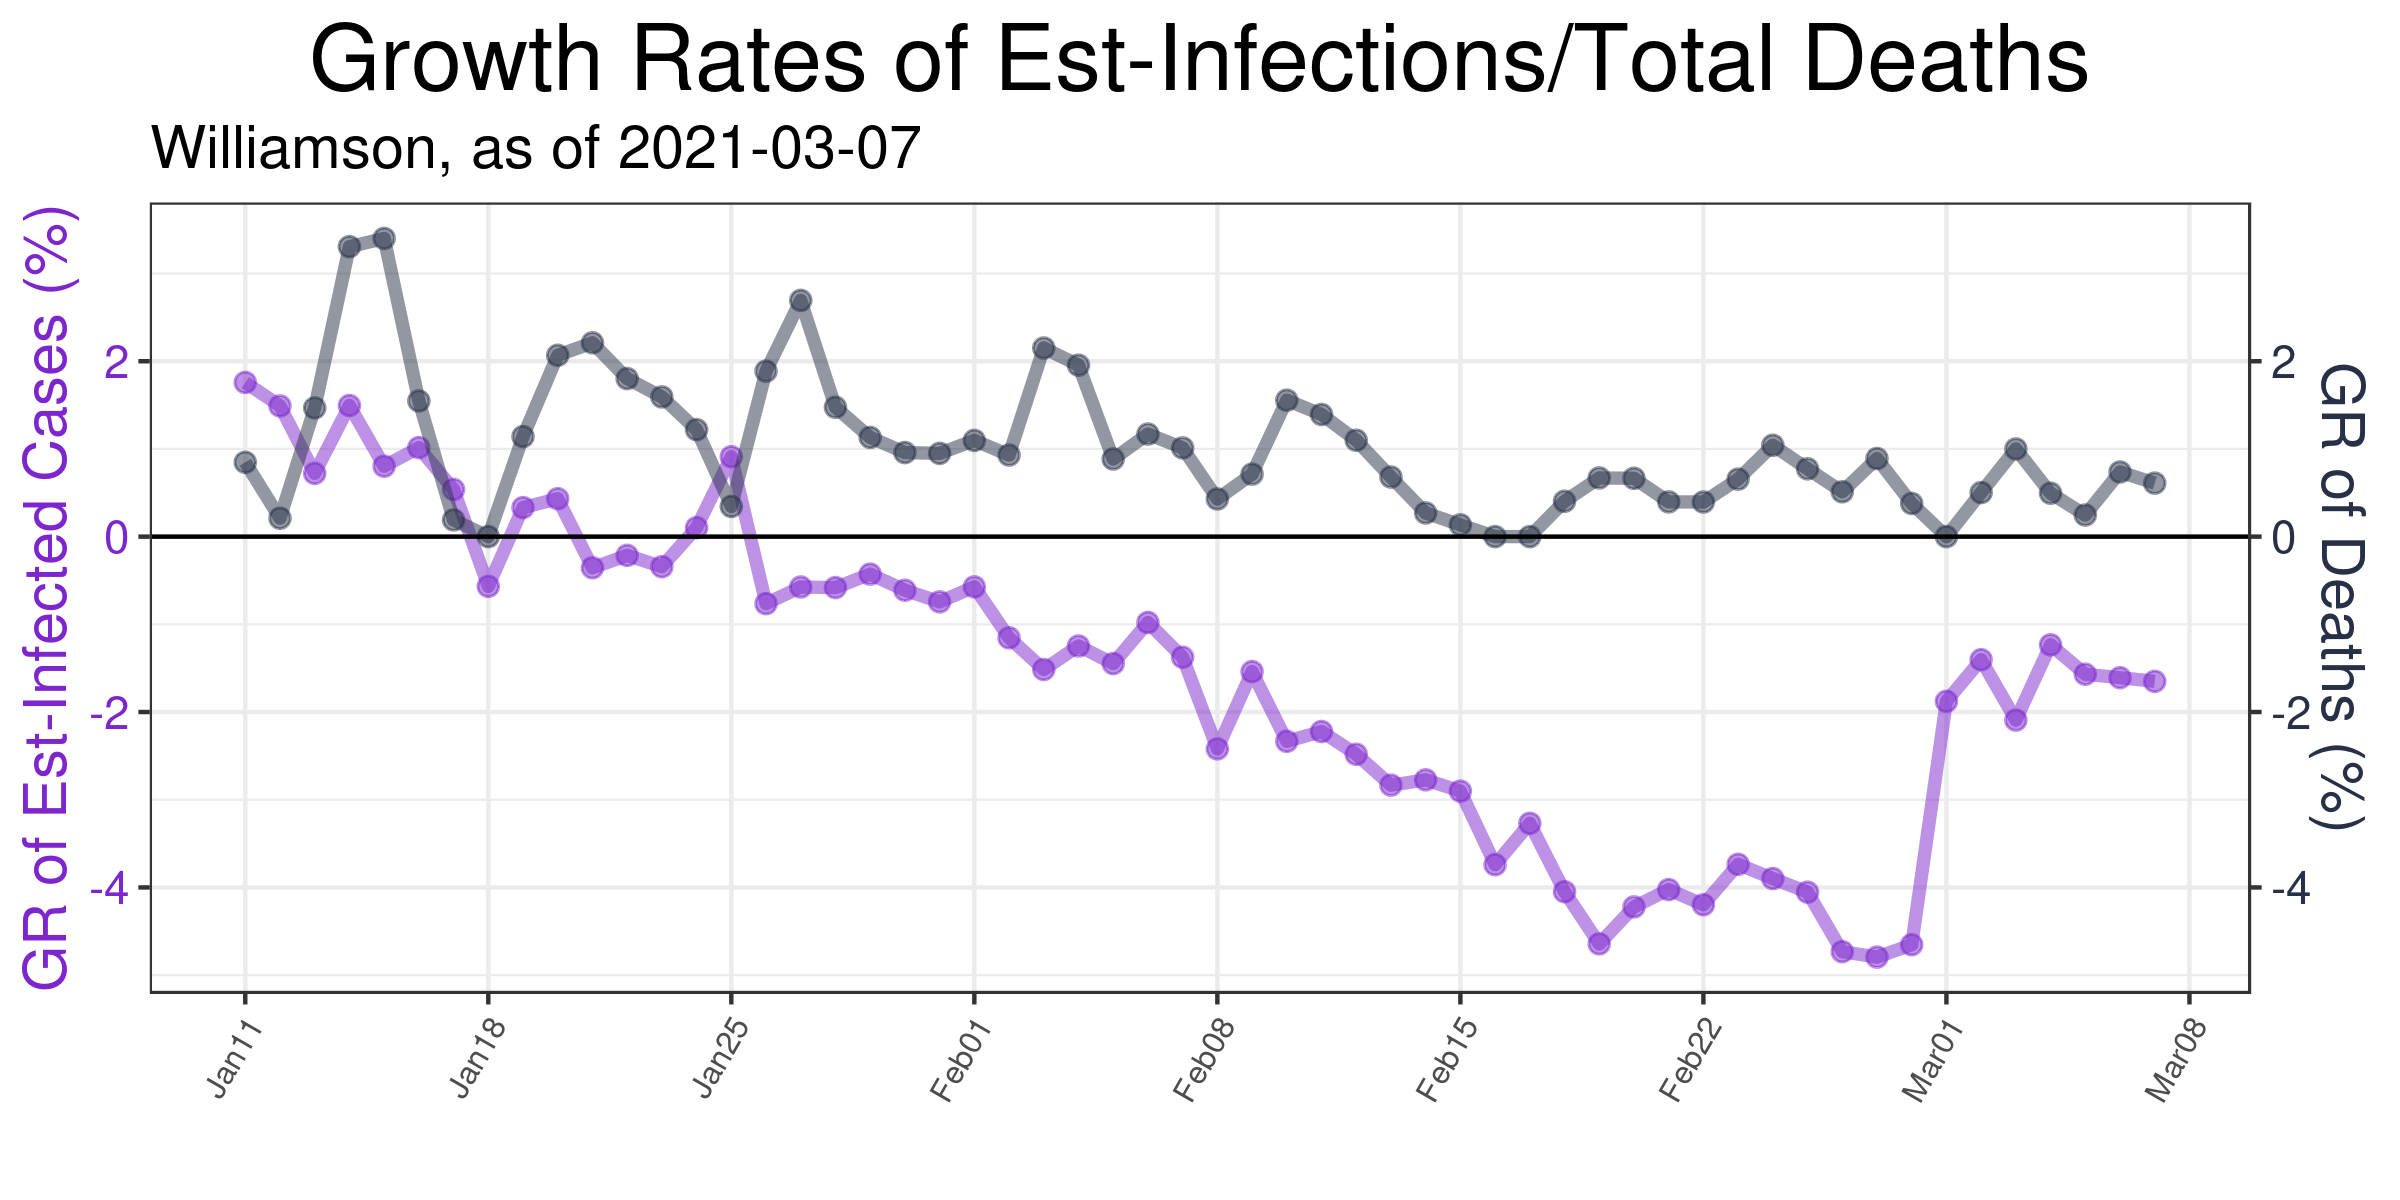 Growth Rates of Est-Infections/Total Deaths
Williamson, as of 2021-03-07
GR of Est-Infected Cases (%)
2
0
-2
-4
2
0
-2
-4
GR of Deaths (%)
Jan11
Jan18
Jan25
Feb01
Feb08
Feb15
Feb22
Mar01
Mar08